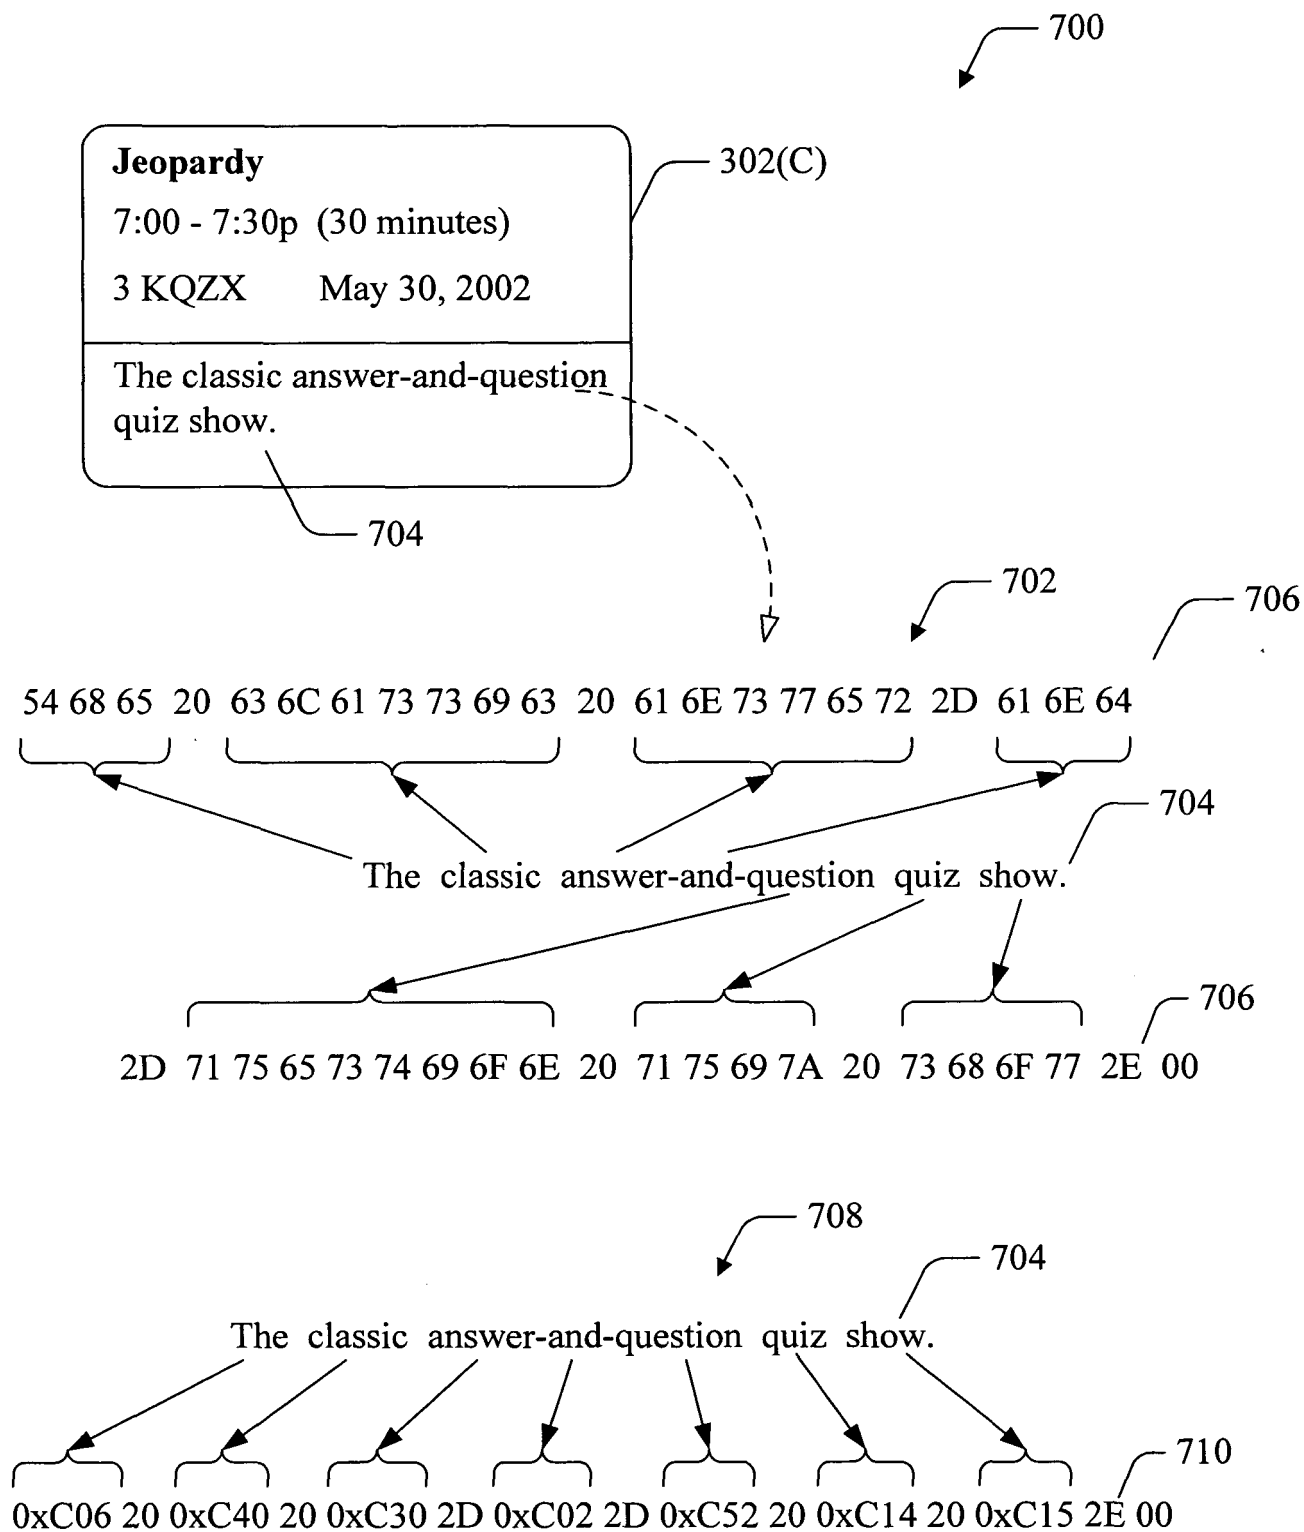 700
Jeopardy
302(C)
7:00 - 7:30p (30 minutes)
3 KQZX May 30, 2002
The classic answer-and-question
quiz show.
704
702
706
54 68 65 20 63 6C 61 73 73 69 63 20 61 6E 73 77 65 72 2D 61 6E 64
704
The classic answer-and-question quiz show.
706
2D 71 75 65 73 74 69 6F 6E 20 71 75 69 7A 20 73 68 6F 77 2E 00
708
704
The classic answer-and-question quiz show.
710
0xC06 20 0xC40 20 0xC30 2D 0xC02 2D 0xC52 20 0xC14 20 0xC15 2E 00